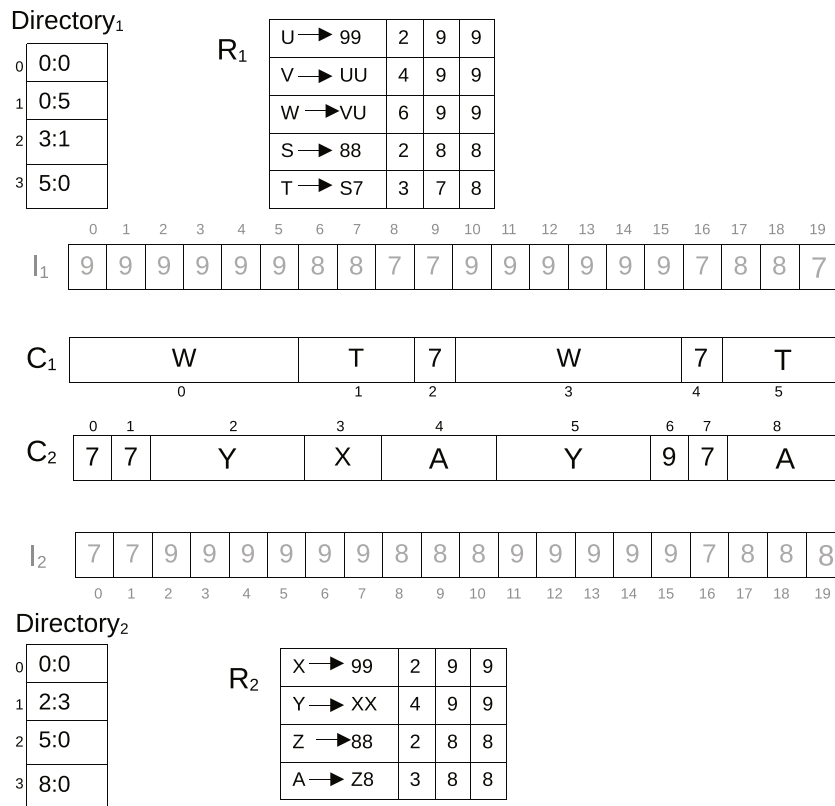 Directory1
0 0:0
1 0:5
2 3:1
3 5:0
R1
U → 99 2 9 9
V → UU 4 9 9
W → VU 6 9 9
S → 88 2 8 8
T → S7 3 7 8
0 1 2 3 4 5 6 7 8 9 10 11 12 13 14 15 16 17 18 19
I1 9 9 9 9 9 9 8 8 7 7 9 9 9 9 9 9 7 8 8 7
C1 W T 7 W 7 T
0 1 2 3 4 5
0 1 2 3 4 5 6 7 8
C2 7 7 Y X A Y 9 7 A
I2 7 7 9 9 9 9 9 9 8 8 8 9 9 9 9 9 7 8 8 8
0 1 2 3 4 5 6 7 8 9 10 11 12 13 14 15 16 17 18 19
Directory2
0 0:0
1 2:3
2 5:0
3 8:0
R2
X → 99 2 9 9
Y → XX 4 9 9
Z → 88 2 8 8
A → Z8 3 8 8